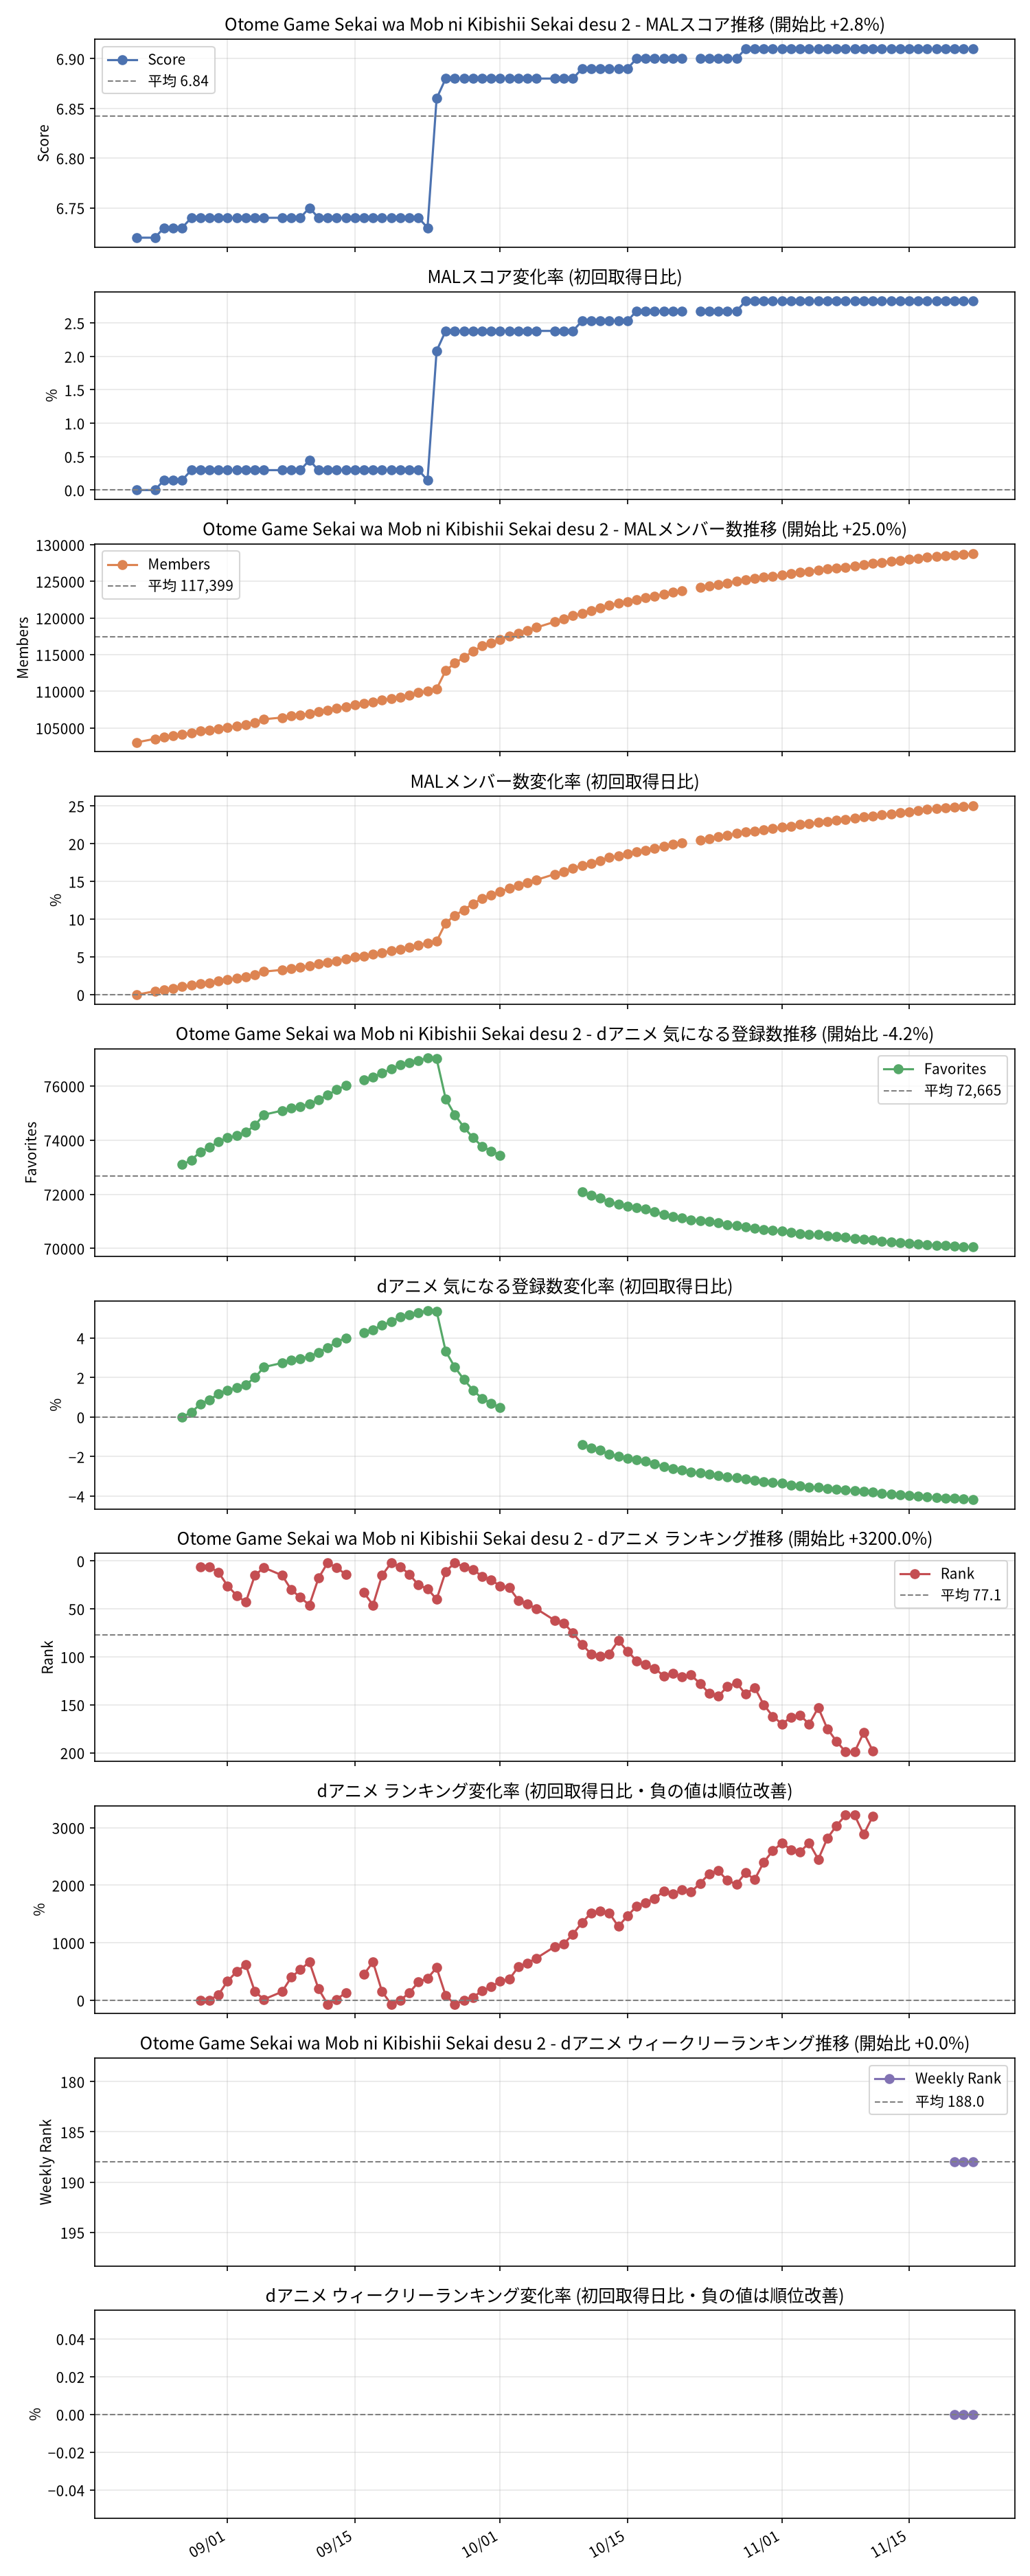 Otome Game Sekai wa Mob ni Kibishii Sekai desu 2 - MALスコア推移 (開始比 +2.8%)
Score
平均 6.84
6.90
6.85
6.80
6.75
Score
MALスコア変化率 (初回取得日比)
2.5
2.0
1.5
1.0
0.5
0.0
%
Otome Game Sekai wa Mob ni Kibishii Sekai desu 2 - MALメンバー数推移 (開始比 +25.0%)
Members
平均 117,399
130000
125000
120000
115000
110000
105000
Members
MALメンバー数変化率 (初回取得日比)
25
20
15
10
5
0
%
Otome Game Sekai wa Mob ni Kibishii Sekai desu 2 - dアニメ 気になる登録数推移 (開始比 -4.2%)
Favorites
平均 72,665
76000
74000
72000
70000
Favorites
dアニメ 気になる登録数変化率 (初回取得日比)
4
2
0
−2
−4
%
Otome Game Sekai wa Mob ni Kibishii Sekai desu 2 - dアニメ ランキング推移 (開始比 +3200.0%)
Rank
平均 77.1
0
50
100
150
200
Rank
dアニメ ランキング変化率 (初回取得日比・負の値は順位改善)
3000
2000
1000
0
%
Otome Game Sekai wa Mob ni Kibishii Sekai desu 2 - dアニメ ウィークリーランキング推移 (開始比 +0.0%)
Weekly Rank
平均 188.0
180
185
190
195
Weekly Rank
dアニメ ウィークリーランキング変化率 (初回取得日比・負の値は順位改善)
0.04
0.02
0.00
−0.02
−0.04
%
09/01
09/15
10/01
10/15
11/01
11/15